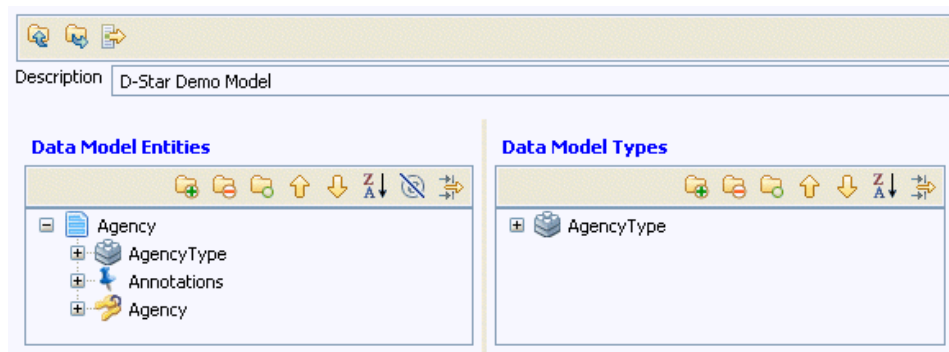 Description D-Star Demo Model
Data Model Entities
Data Model Types
Agency
AgencyType
Annotations
Agency
AgencyType